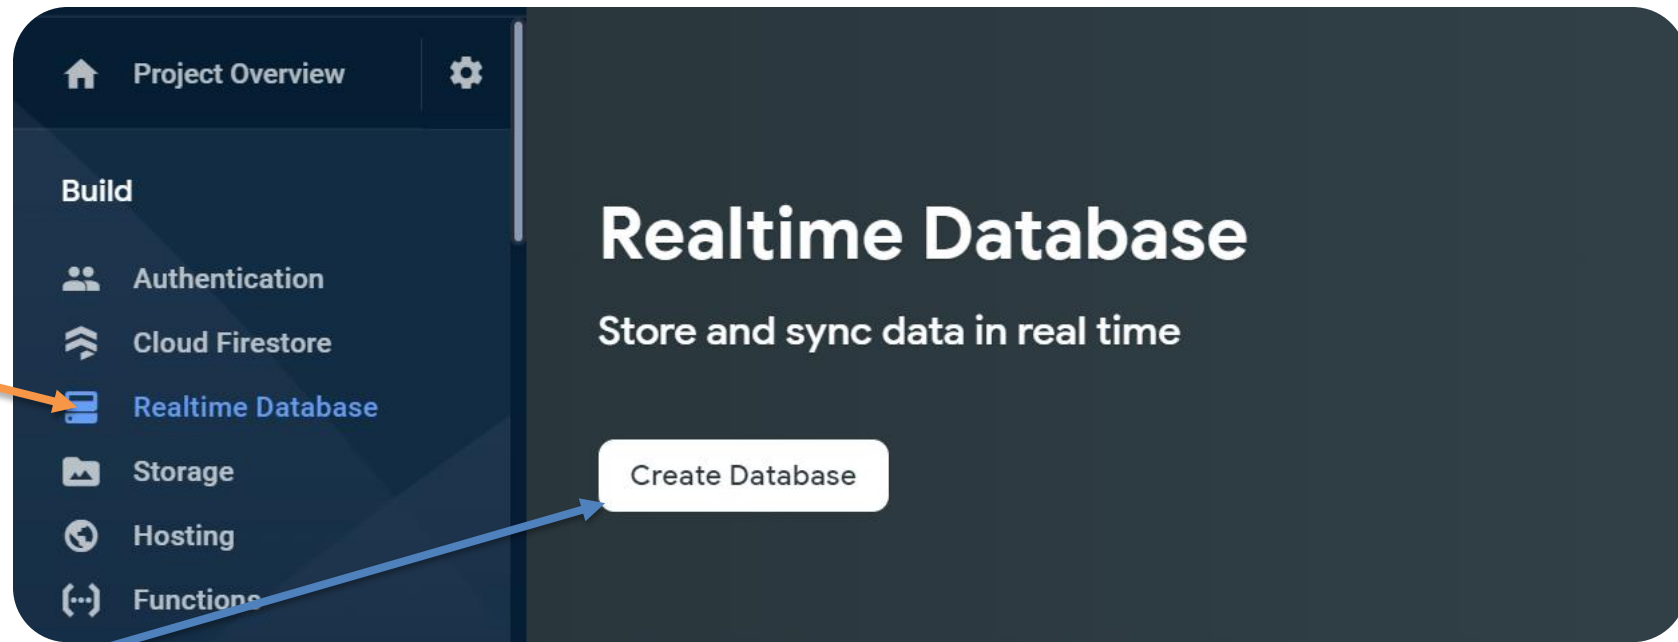 Project Overview
Build
Authentication
Cloud Firestore
Realtime Database
Storage
Hosting
Functions
Realtime Database
Store and sync data in real time
Create Database